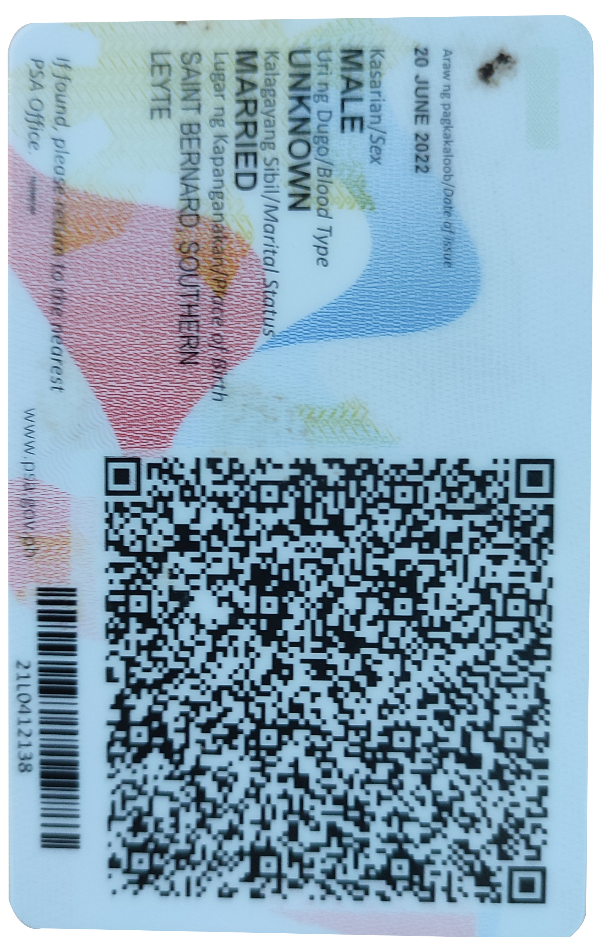 Araw ng pagkakaloob/Date of Issue
20 JUNE 2022
Kasarian/Sex
MALE
Uri ng Dugo/Blood Type
UNKNOWN
Kalagayang Sibil/Marital Status
MARRIED
Lugar ng Kapanganakan/Place of Birth
SAINT BERNARD, SOUTHERN
LEYTE
If found, please return to the nearest
PSA Office.
www.psa.gov.ph
21L0412138